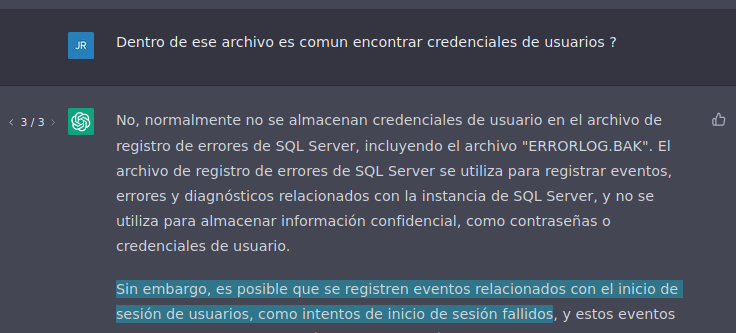 JR
Dentro de ese archivo es comun encontrar credenciales de usuarios ?
< 3 / 3 >
No, normalmente no se almacenan credenciales de usuario en el archivo de
registro de errores de SQL Server, incluyendo el archivo "ERRORLOG.BAK". El
archivo de registro de errores de SQL Server se utiliza para registrar eventos,
errores y diagnósticos relacionados con la instancia de SQL Server, y no se
utiliza para almacenar información confidencial, como contraseñas o
credenciales de usuario.
Sin embargo, es posible que se registren eventos relacionados con el inicio de
sesión de usuarios, como intentos de inicio de sesión fallidos, y estos eventos